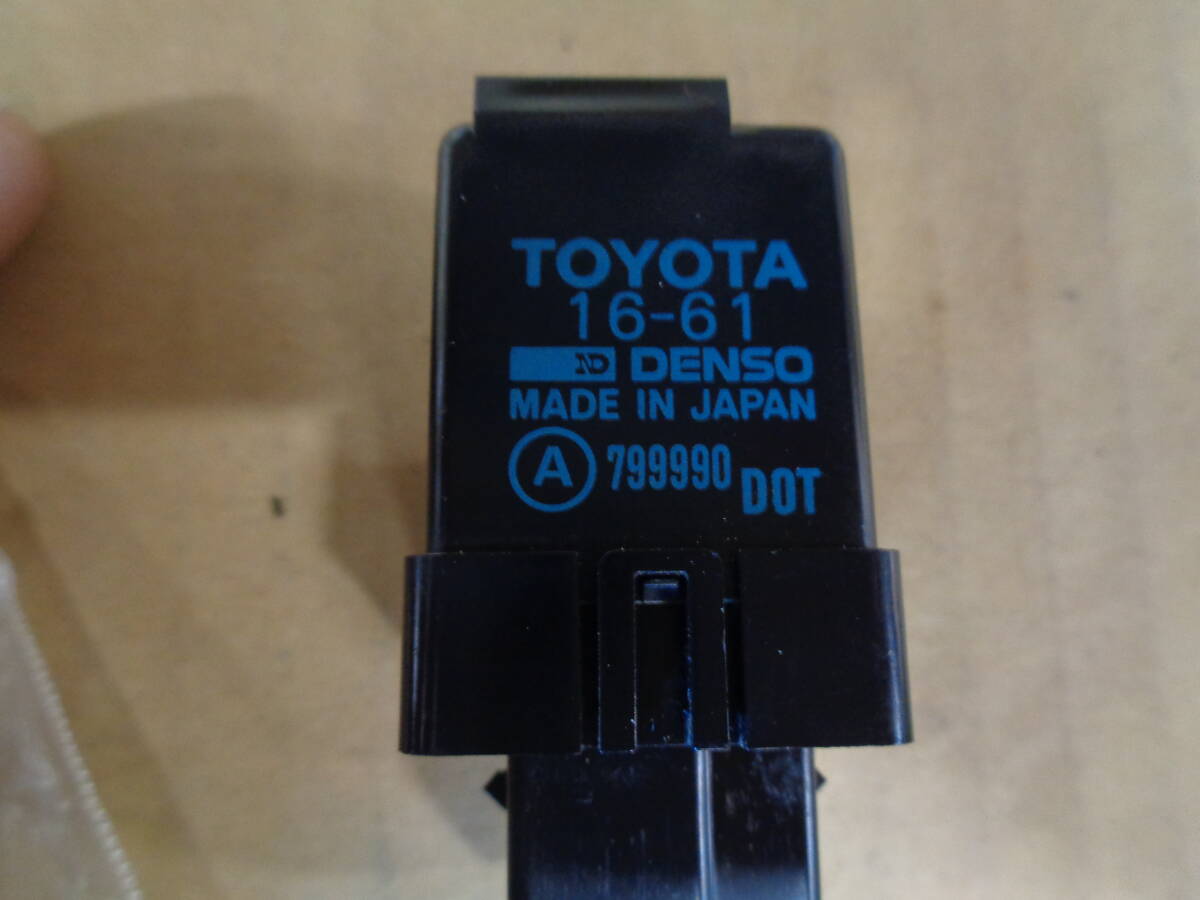 TOYOTA
16-61
ND DENSO
MADE IN JAPAN
A 799990 DOT